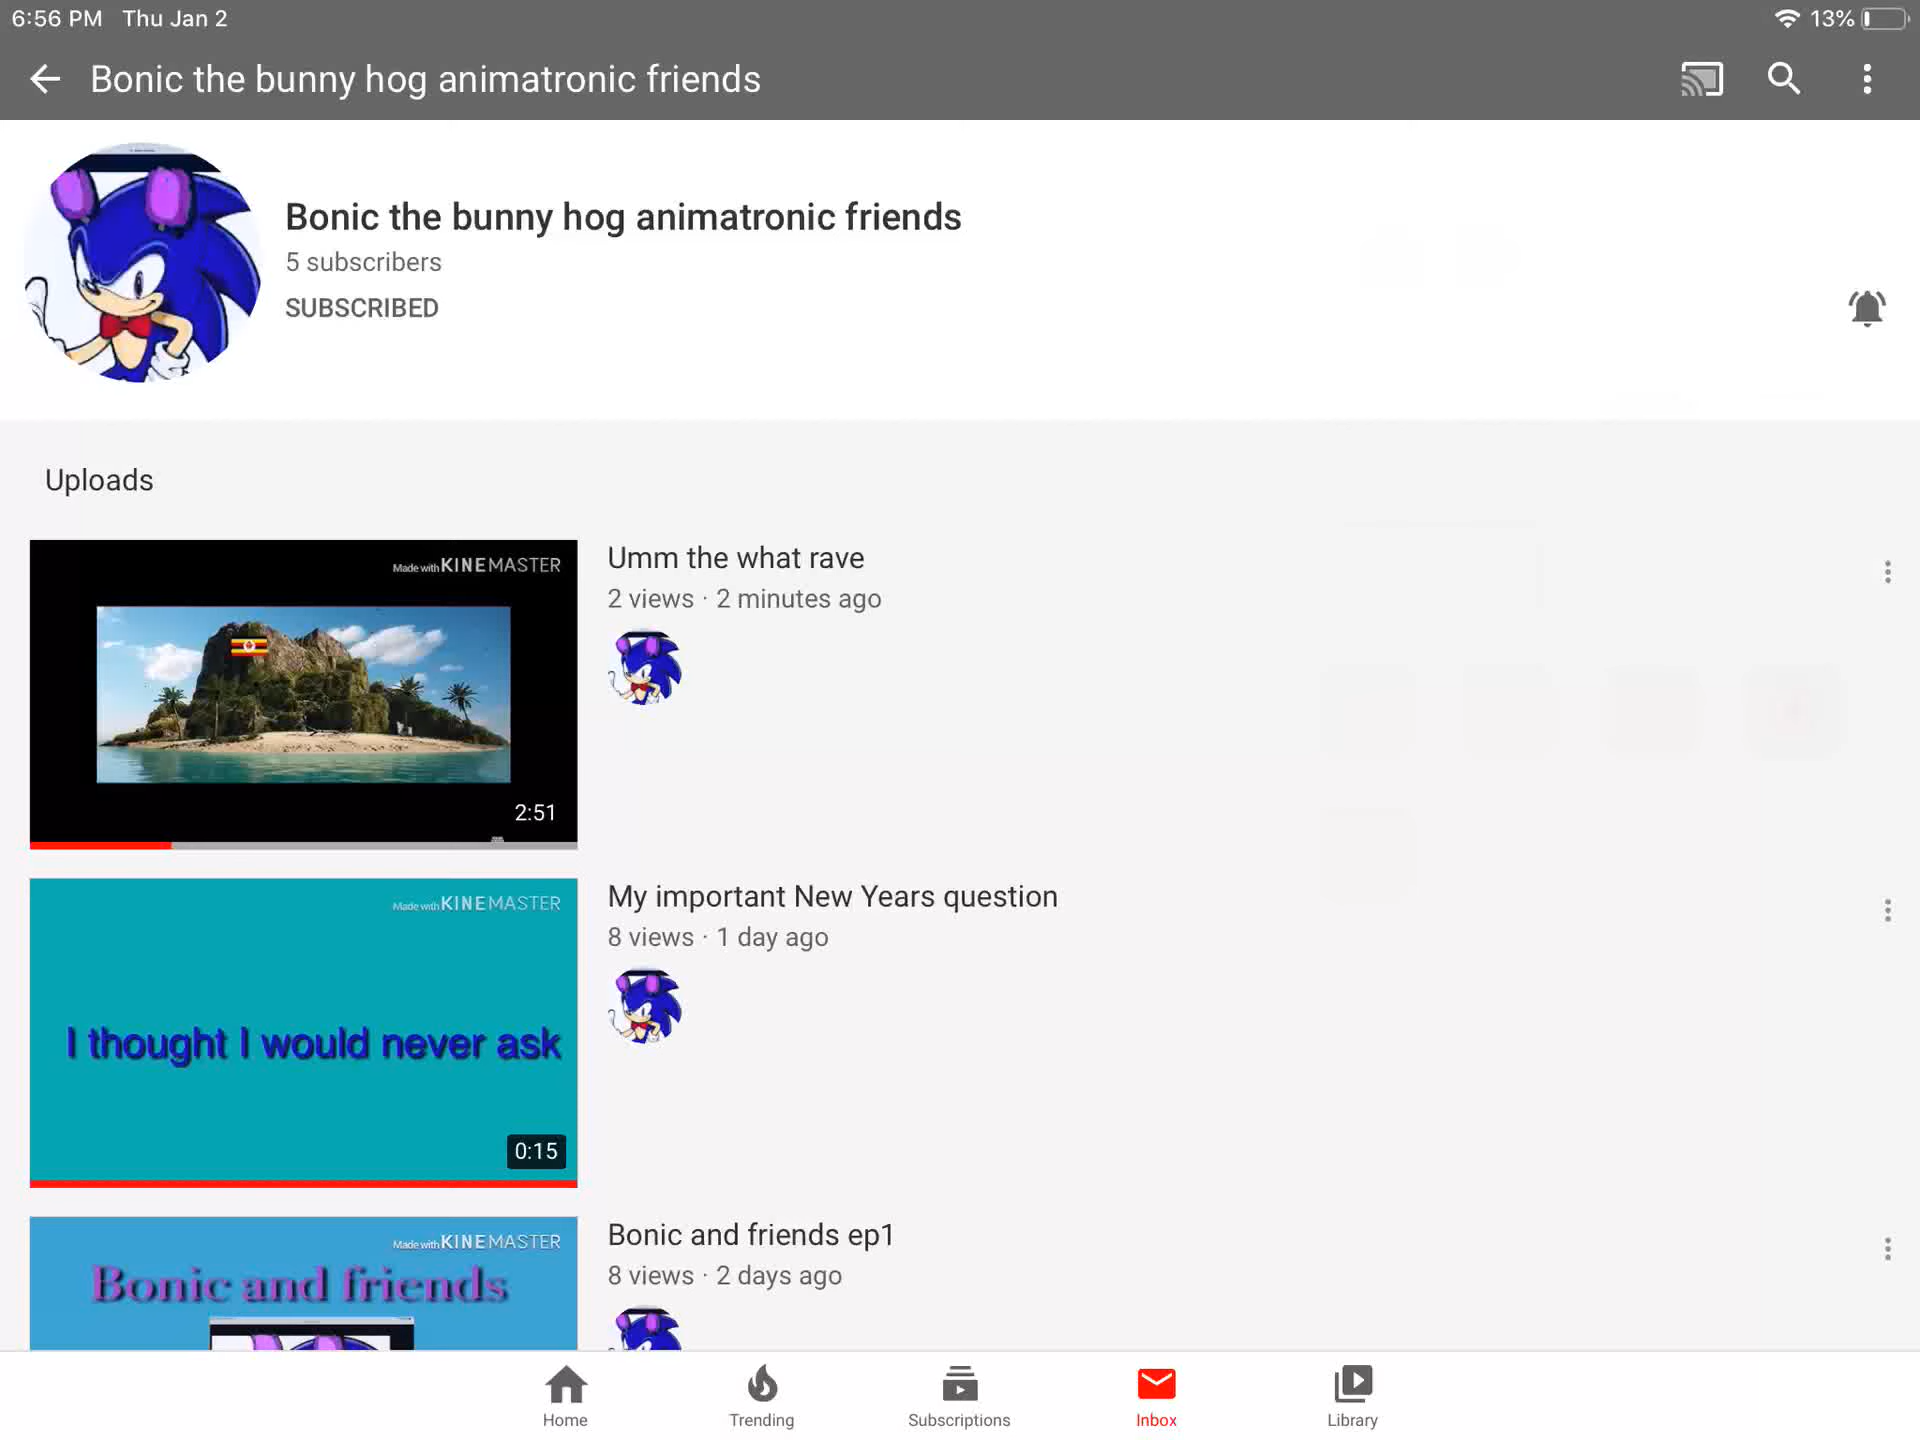 6:56 PM Thu Jan 2
13%
Bonic the bunny hog animatronic friends
Bonic the bunny hog animatronic friends
5 subscribers
SUBSCRIBED
Uploads
Made with KINEMASTER
2:51
Umm the what rave
2 views · 2 minutes ago
Made with KINEMASTER
I thought I would never ask
0:15
My important New Years question
8 views · 1 day ago
Made with KINEMASTER
Bonic and friends
Bonic and friends ep1
8 views · 2 days ago
Home
Trending
Subscriptions
Inbox
Library